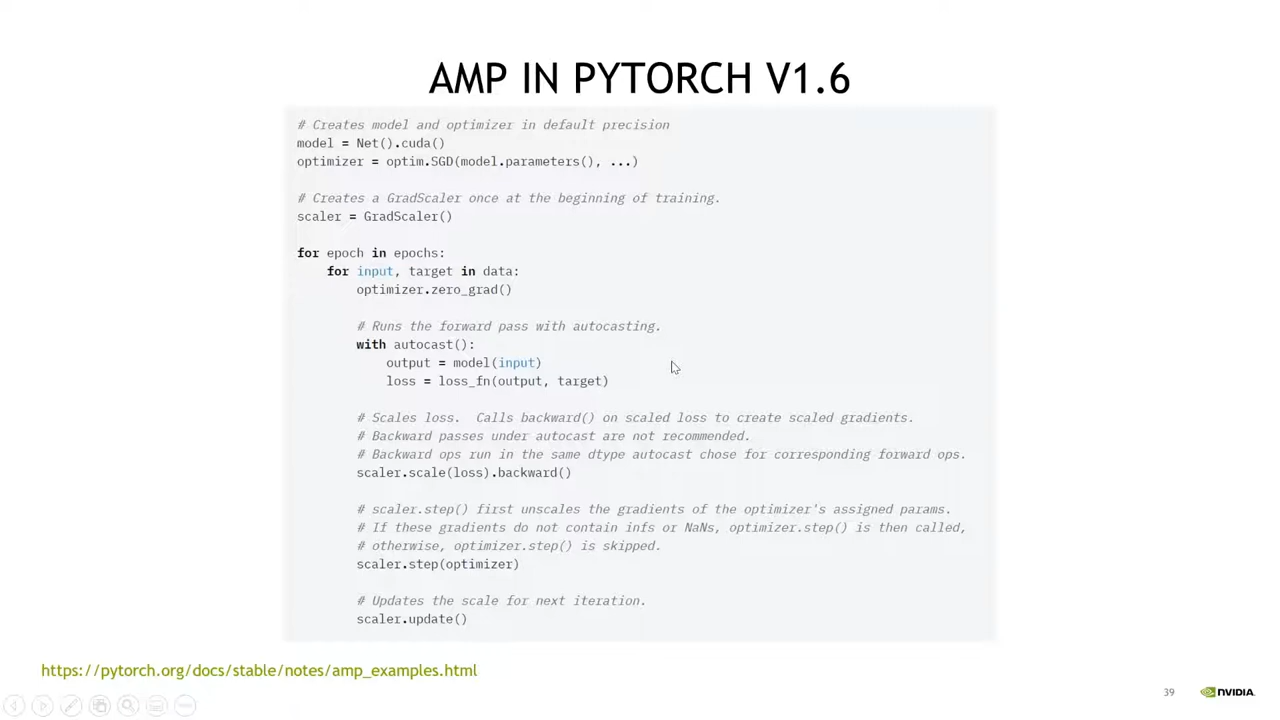 AMP IN PYTORCH V1.6
# Creates model and optimizer in default precision
model = Net().cuda()
optimizer = optim.SGD(model.parameters(), ...)
# Creates a GradScaler once at the beginning of training.
scaler = GradScaler()
for epoch in epochs:
    for input, target in data:
        optimizer.zero_grad()
        # Runs the forward pass with autocasting.
        with autocast():
            output = model(input)
            loss = loss_fn(output, target)
        # Scales loss.  Calls backward() on scaled loss to create scaled gradients.
        # Backward passes under autocast are not recommended.
        # Backward ops run in the same dtype autocast chose for corresponding forward ops.
        scaler.scale(loss).backward()
        # scaler.step() first unscales the gradients of the optimizer's assigned params.
        # If these gradients do not contain infs or NaNs, optimizer.step() is then called,
        # otherwise, optimizer.step() is skipped.
        scaler.step(optimizer)
        # Updates the scale for next iteration.
        scaler.update()
https://pytorch.org/docs/stable/notes/amp_examples.html
39
NVIDIA.